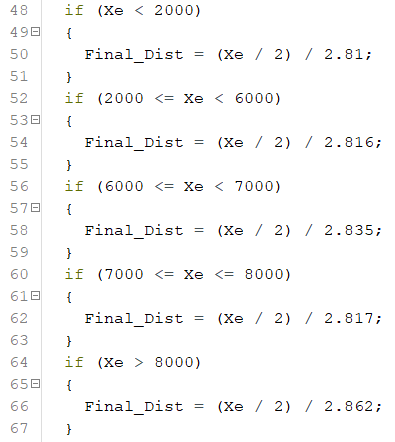 48 if (Xe < 2000)
49 {
50 Final_Dist = (Xe / 2) / 2.81;
51 }
52 if (2000 <= Xe < 6000)
53 {
54 Final_Dist = (Xe / 2) / 2.816;
55 }
56 if (6000 <= Xe < 7000)
57 {
58 Final_Dist = (Xe / 2) / 2.835;
59 }
60 if (7000 <= Xe <= 8000)
61 {
62 Final_Dist = (Xe / 2) / 2.817;
63 }
64 if (Xe > 8000)
65 {
66 Final_Dist = (Xe / 2) / 2.862;
67 }